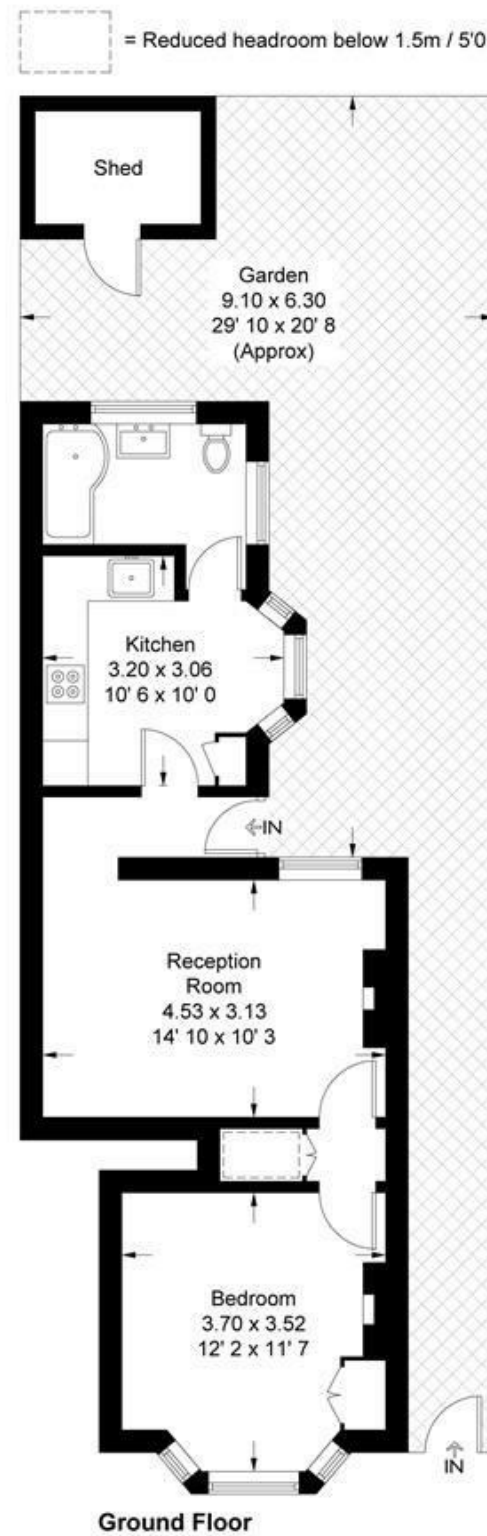 = Reduced headroom below 1.5m / 5'0
Shed
Garden
9.10 x 6.30
29' 10 x 20' 8
(Approx)
Kitchen
3.20 x 3.06
10' 6 x 10' 0
IN
Reception
Room
4.53 x 3.13
14' 10 x 10' 3
Bedroom
3.70 x 3.52
12' 2 x 11' 7
IN
Ground Floor